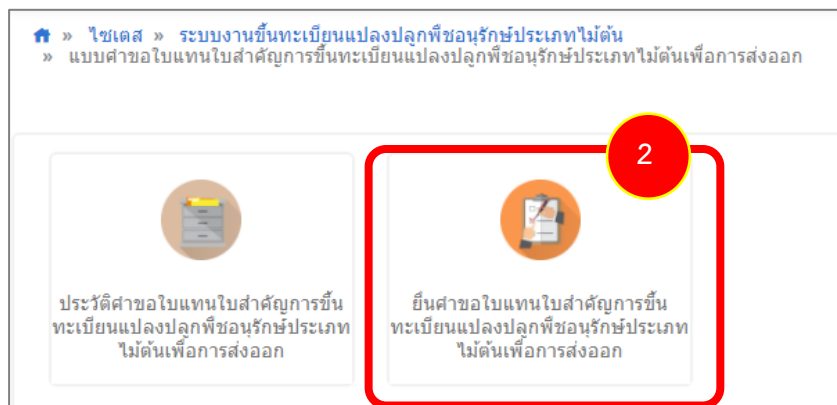 » ไซเตส » ระบบงานขึ้นทะเบียนแปลงปลูกพืชอนุรักษ์ประเภทไม้ต้น
» แบบคำขอใบแทนใบสำคัญการขึ้นทะเบียนแปลงปลูกพืชอนุรักษ์ประเภทไม้ต้นเพื่อการส่งออก
2
ประวัติคำขอใบแทนใบสำคัญการขึ้น
ทะเบียนแปลงปลูกพืชอนุรักษ์ประเภท
ไม้ต้นเพื่อการส่งออก
ยื่นคำขอใบแทนใบสำคัญการขึ้น
ทะเบียนแปลงปลูกพืชอนุรักษ์ประเภท
ไม้ต้นเพื่อการส่งออก